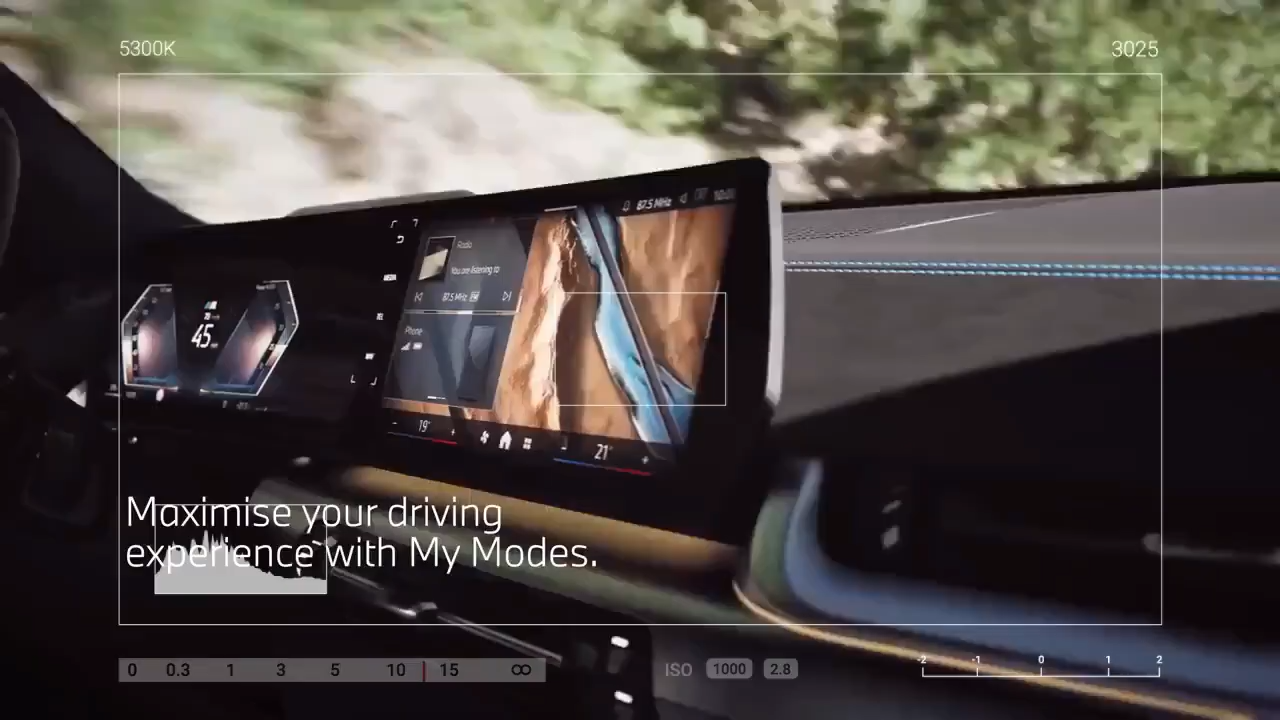 5300K
3025
87.5 MHz
Radio
You are listening to
87.5 MHz
MEDIA
TEL
Phone
45
19°
21°
Maximise your driving
experience with My Modes.
0 0.3 1 3 5 10 15 ∞
ISO 1000 2.8
-2 -1 0 1 2